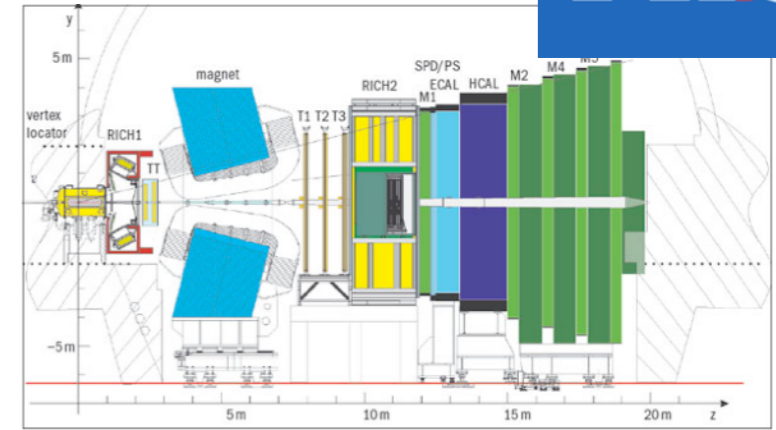 y
5m
magnet
SPD/PS
ECAL
HCAL
M2
M4
RICH2
M1
vertex
locator
RICH1
TT
T1 T2 T3
-5m
5m
10m
15m
20m
z